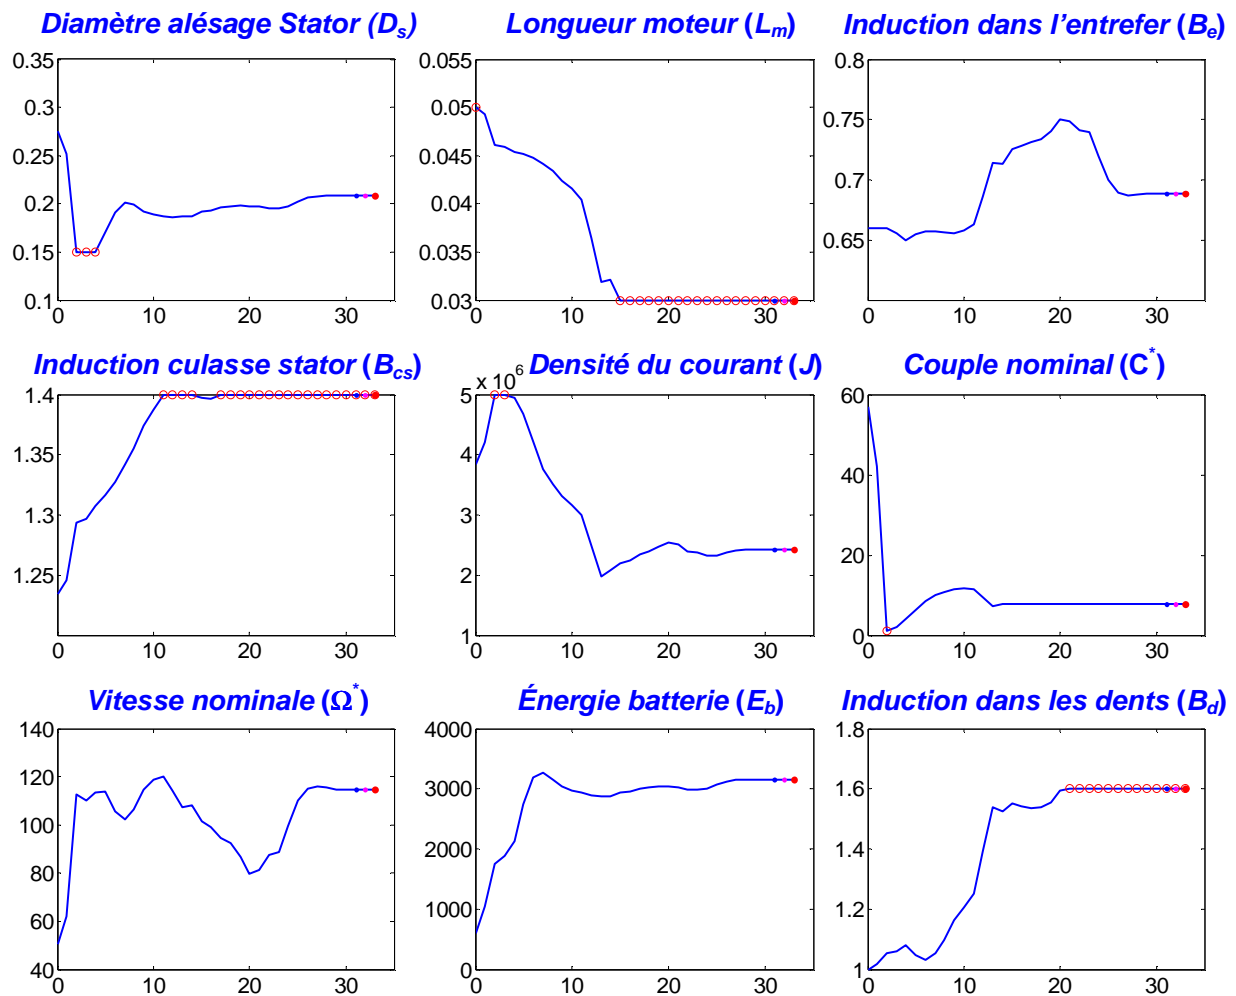 Diamètre alésage Stator (Ds)
Longueur moteur (Lm)
Induction dans l'entrefer (Be)
0.35
0.3
0.25
0.2
0.15
0.1
0 10 20 30
0.055
0.05
0.045
0.04
0.035
0.03
0 10 20 30
0.8
0.75
0.7
0.65
0 10 20 30
Induction culasse stator (Bcs)
Densité du courant (J)
Couple nominal (C*)
1.4
1.35
1.3
1.25
0 10 20 30
x 10^6
5
4
3
2
1
0 10 20 30
60
40
20
0
0 10 20 30
Vitesse nominale (Ω*)
Énergie batterie (Eb)
Induction dans les dents (Bd)
140
120
100
80
60
40
0 10 20 30
4000
3000
2000
1000
0
0 10 20 30
1.8
1.6
1.4
1.2
1
0 10 20 30